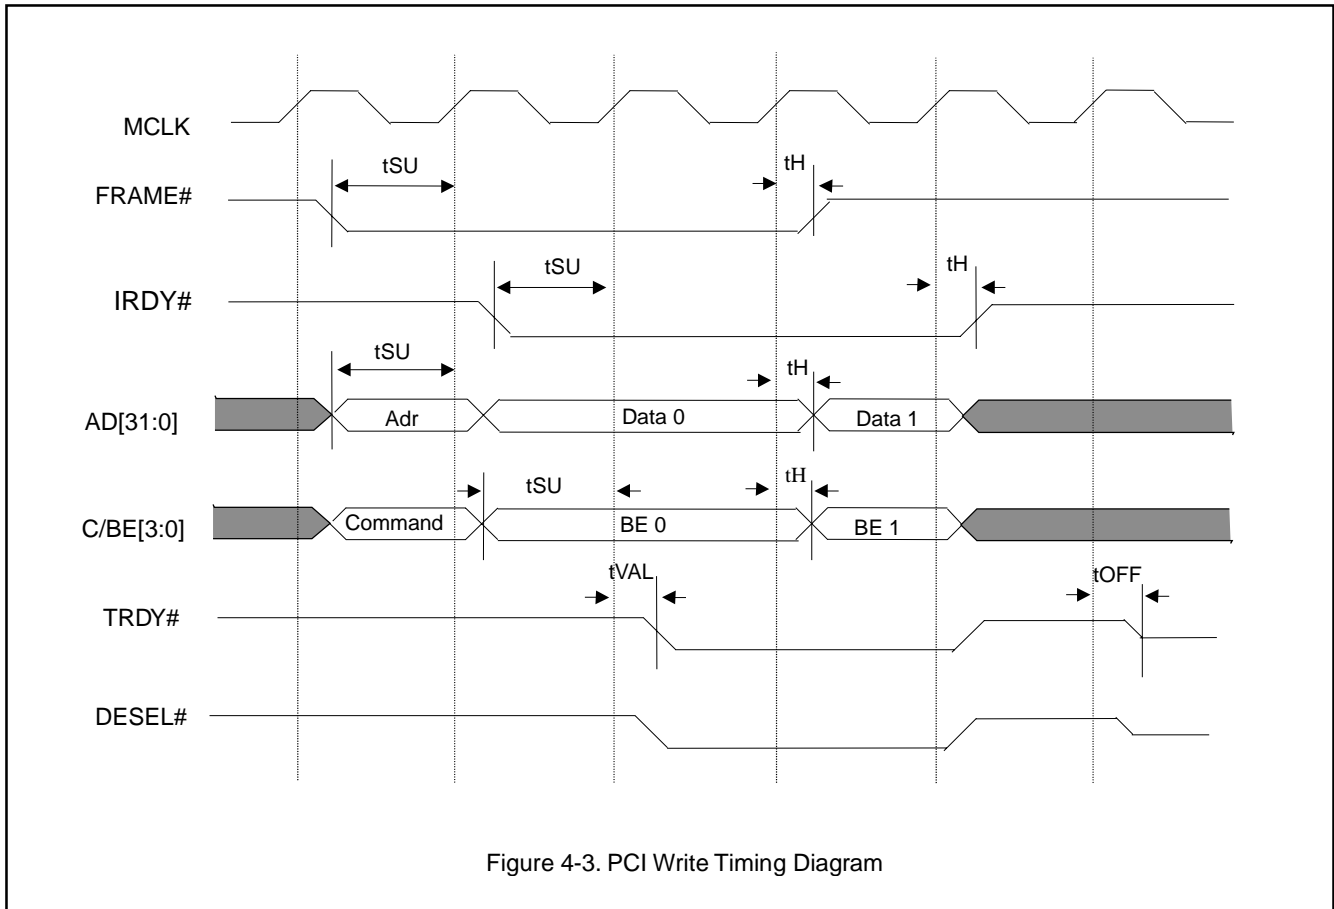 MCLK
tSU
tH
FRAME#
tSU
tH
IRDY#
tSU
tH
AD[31:0]
Adr
Data 0
Data 1
tSU
tH
C/BE[3:0]
Command
BE 0
BE 1
tVAL
tOFF
TRDY#
DESEL#
Figure 4-3. PCI Write Timing Diagram